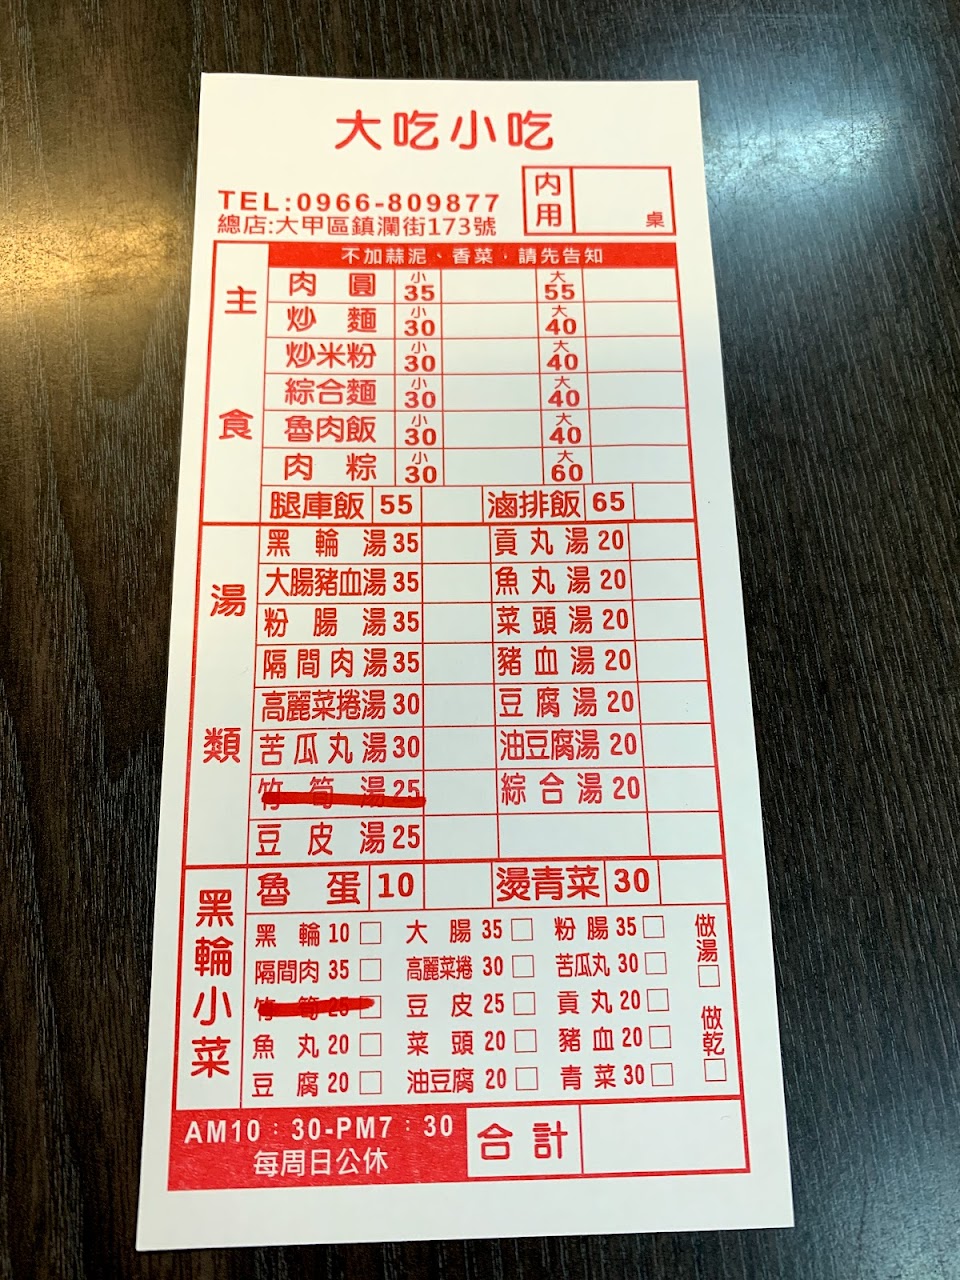 大吃小吃
TEL:0966-809877
總店:大甲區鎮瀾街173號
內用 桌
不加蒜泥、香菜,請先告知
主食
肉圓 小35 大55
炒麵 小30 大40
炒米粉 小30 大40
綜合麵 小30 大40
魯肉飯 小30 大40
肉粽 小30 大60
腿庫飯 55 滷排飯 65
湯類
黑輪湯 35 貢丸湯 20
大腸豬血湯 35 魚丸湯 20
粉腸湯 35 菜頭湯 20
隔間肉湯 35 豬血湯 20
高麗菜捲湯 30 豆腐湯 20
苦瓜丸湯 30 油豆腐湯 20
竹筍湯 25 綜合湯 20
豆皮湯 25
黑輪小菜
魯蛋 10 燙青菜 30
黑輪 10 □ 大腸 35 □ 粉腸 35 □
隔間肉 35 □ 高麗菜捲 30 □ 苦瓜丸 30 □
竹筍 25 □ 豆皮 25 □ 貢丸 20 □
魚丸 20 □ 菜頭 20 □ 豬血 20 □
豆腐 20 □ 油豆腐 20 □ 青菜 30 □
做湯 □
做乾 □
AM10:30-PM7:30
每周日公休
合計